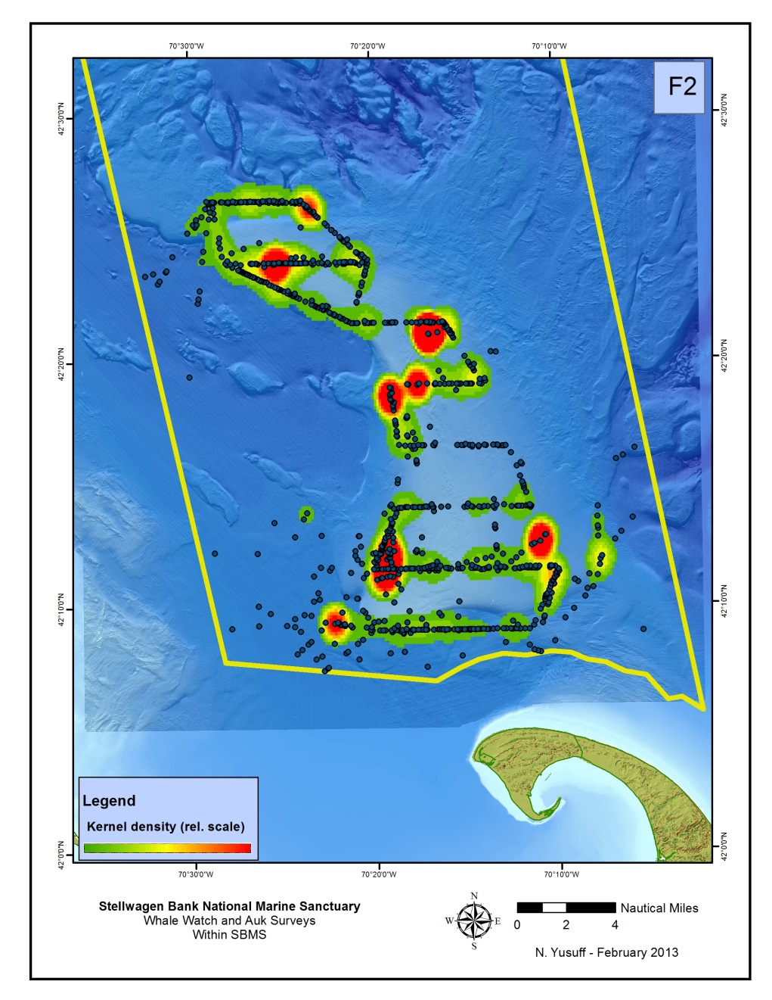 70°30'0"W 70°20'0"W 70°10'0"W
F2
42°30'0"N 42°30'0"N
42°20'0"N 42°20'0"N
42°10'0"N 42°10'0"N
42°0'0"N 42°0'0"N
Legend
Kernel density (rel. scale)
70°30'0"W 70°20'0"W 70°10'0"W
Stellwagen Bank National Marine Sanctuary
Whale Watch and Auk Surveys
Within SBMS
N
W E
S
Nautical Miles
0 2 4
N. Yusuff - February 2013